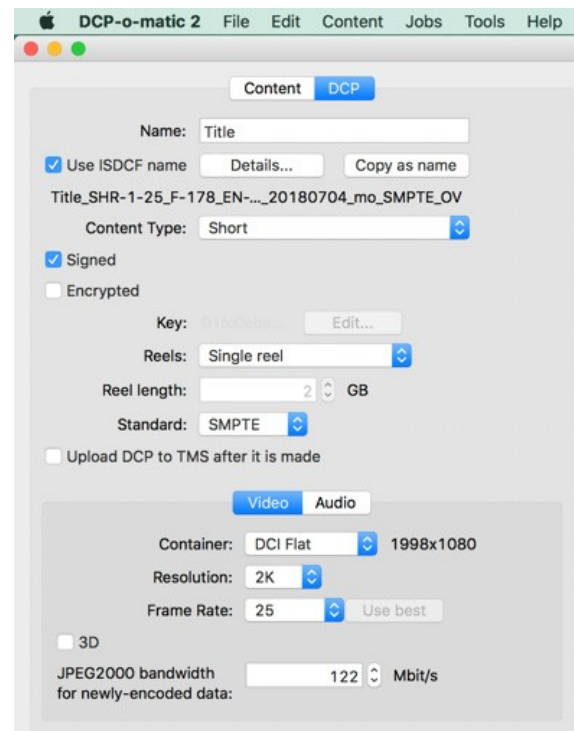 DCP-o-matic 2 File Edit Content Jobs Tools Help
Content DCP
Name: Title
Use ISDCF name Details... Copy as name
Title_SHR-1-25_F-178_EN-..._20180704_mo_SMPTE_OV
Content Type: Short
Signed
Encrypted
Key: Edit...
Reels: Single reel
Reel length: 2 GB
Standard: SMPTE
Upload DCP to TMS after it is made
Video Audio
Container: DCI Flat 1998x1080
Resolution: 2K
Frame Rate: 25 Use best
3D
JPEG2000 bandwidth
for newly-encoded data: 122 Mbit/s